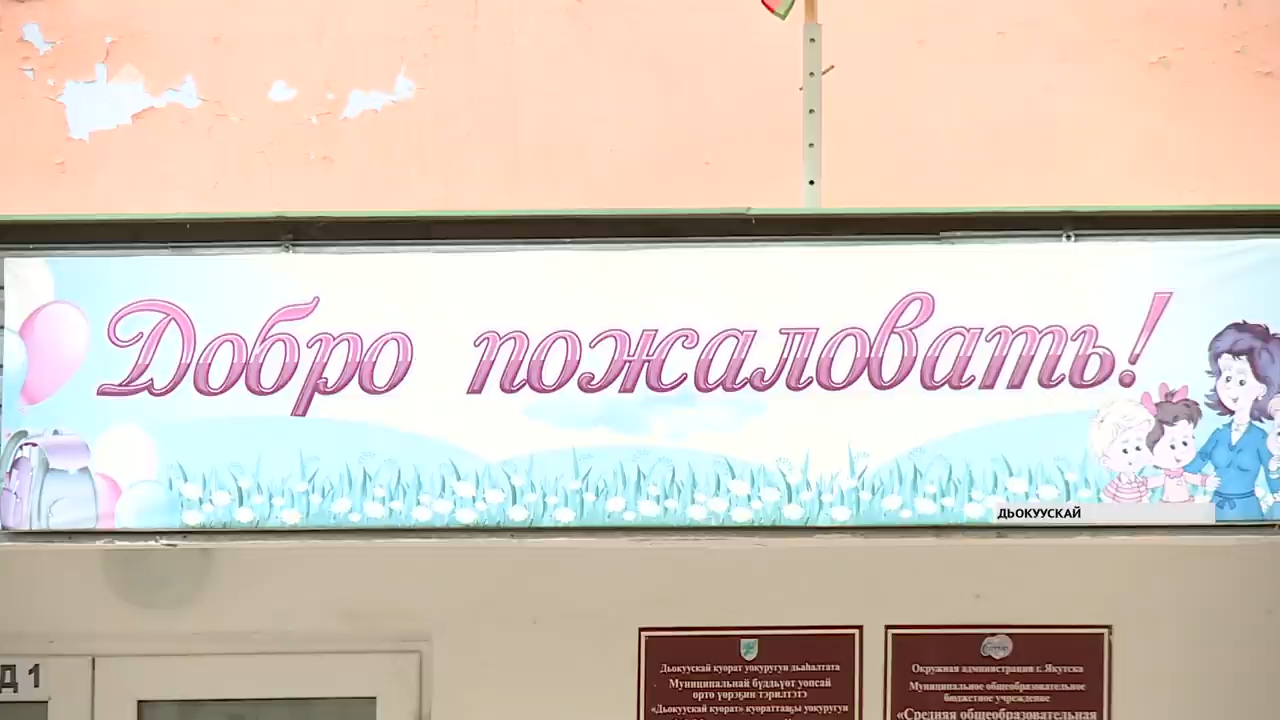 Добро пожаловать!
ДЬОКУУСКАЙ
Д 1
Дьокуускай куорат уокуругун дьаһалтата
Муниципальнай бүддьүөт уопсай
орто үөрэҕин тэрилтэтэ
«Дьокуускай куорат» куораттааҕы уокуругун
Окружная администрация г. Якутска
Муниципальное общеобразовательное
бюджетное учреждение
«Средняя общеобразовательная